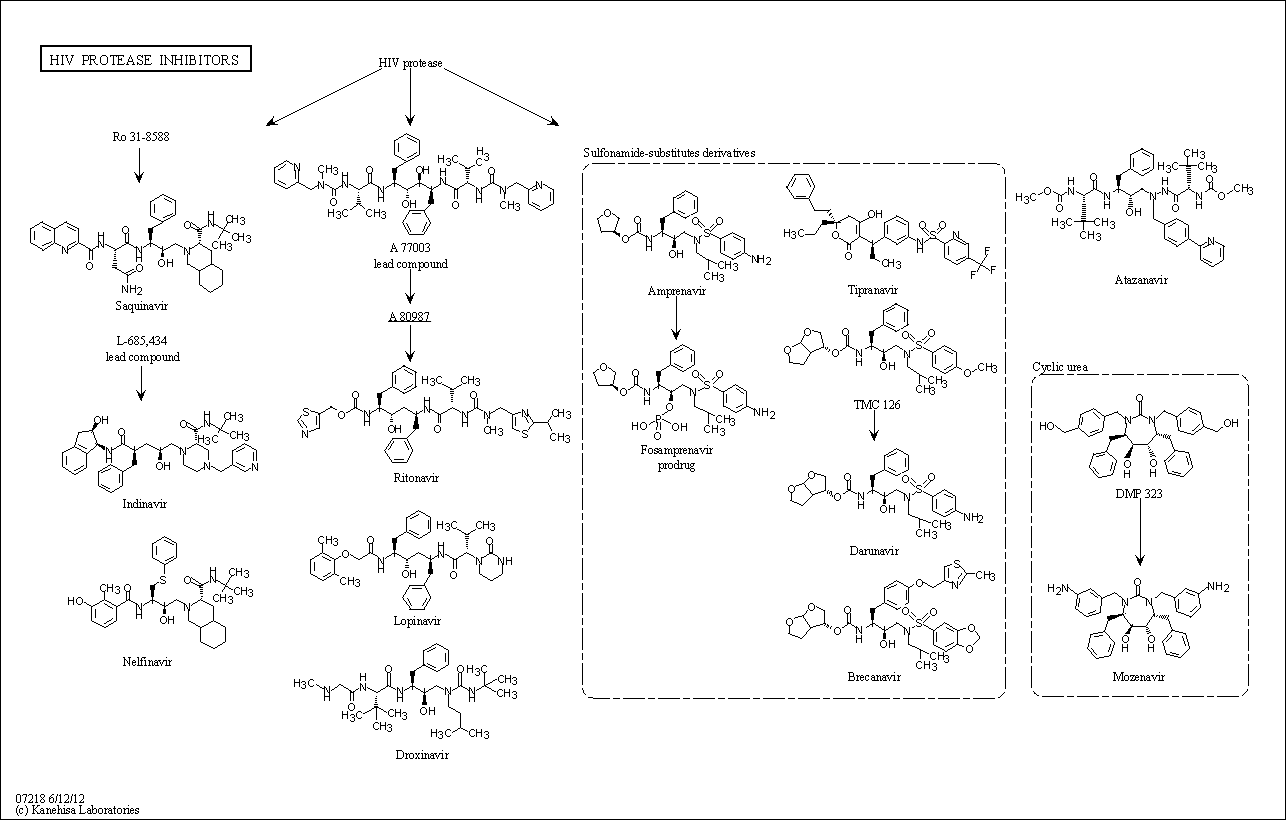 HIV PROTEASE INHIBITORS
HIV protease
Ro 31-8588
Saquinavir
L-685,434
lead compound
Indinavir
Nelfinavir
A 77003
lead compound
A 80987
Ritonavir
Lopinavir
Droxinavir
Sulfonamide-substitutes derivatives
Amprenavir
Fosamprenavir
prodrug
Tipranavir
TMC 126
Darunavir
Brecanavir
Atazanavir
Cyclic urea
DMP 323
Mozenavir
07218 6/12/12
(c) Kanehisa Laboratories